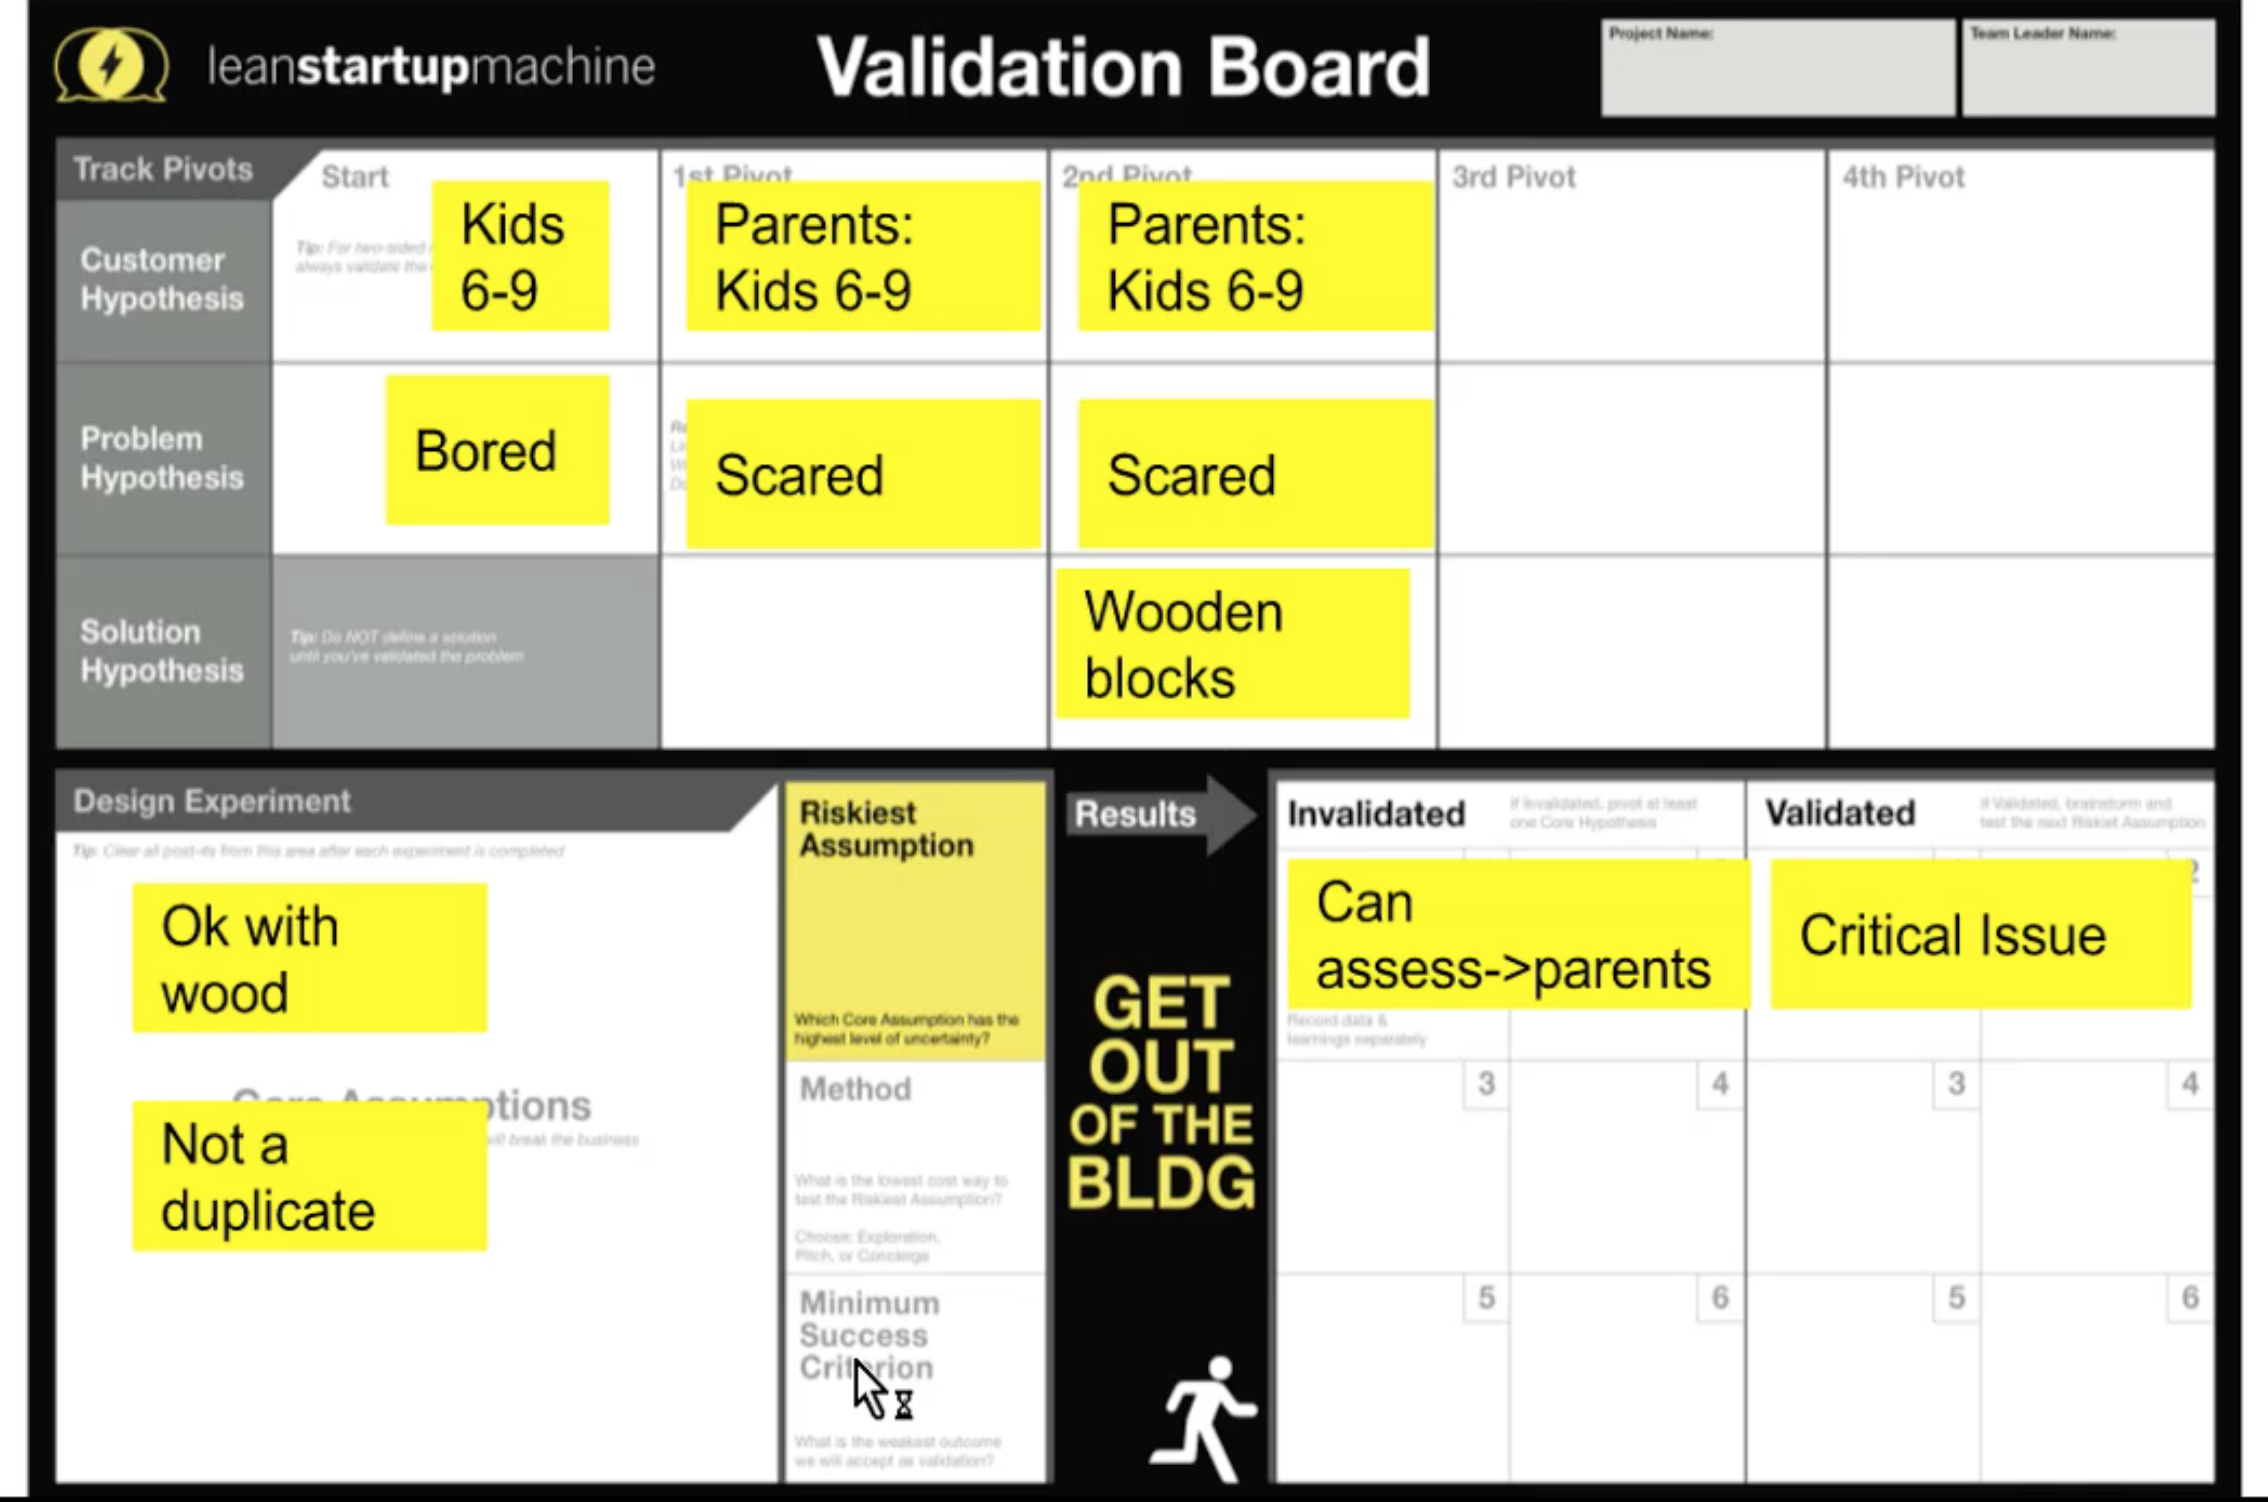 leanstartupmachine
Validation Board
Project Name:
Team Leader Name:
Track Pivots
Start
1st Pivot
2nd Pivot
3rd Pivot
4th Pivot
Customer
Hypothesis
Tip: For two-sided
always validate the
Kids
6-9
Parents:
Kids 6-9
Parents:
Kids 6-9
Problem
Hypothesis
Bored
Scared
Scared
Solution
Hypothesis
Tip: Do NOT define a solution
until you've validated the problem
Wooden
blocks
Design Experiment
Tip: Clear all post-its from this area after each experiment is completed
Ok with
wood
Core Assumptions
will break the business
Not a
duplicate
Riskiest
Assumption
Which Core Assumption has the
highest level of uncertainty?
Method
What is the lowest cost way to
test the Riskiest Assumption?
Choose: Exploration,
Pitch, or Concierge
Minimum
Success
Criterion
What is the weakest outcome
we will accept as validation?
Results
GET
OUT
OF THE
BLDG
Invalidated
If Invalidated, pivot at least
one Core Hypothesis
Can
assess->parents
Record data &
learnings separately
3
4
5
6
Validated
If Validated, brainstorm and
test the next Riskiest Assumption
2
Critical Issue
3
4
5
6